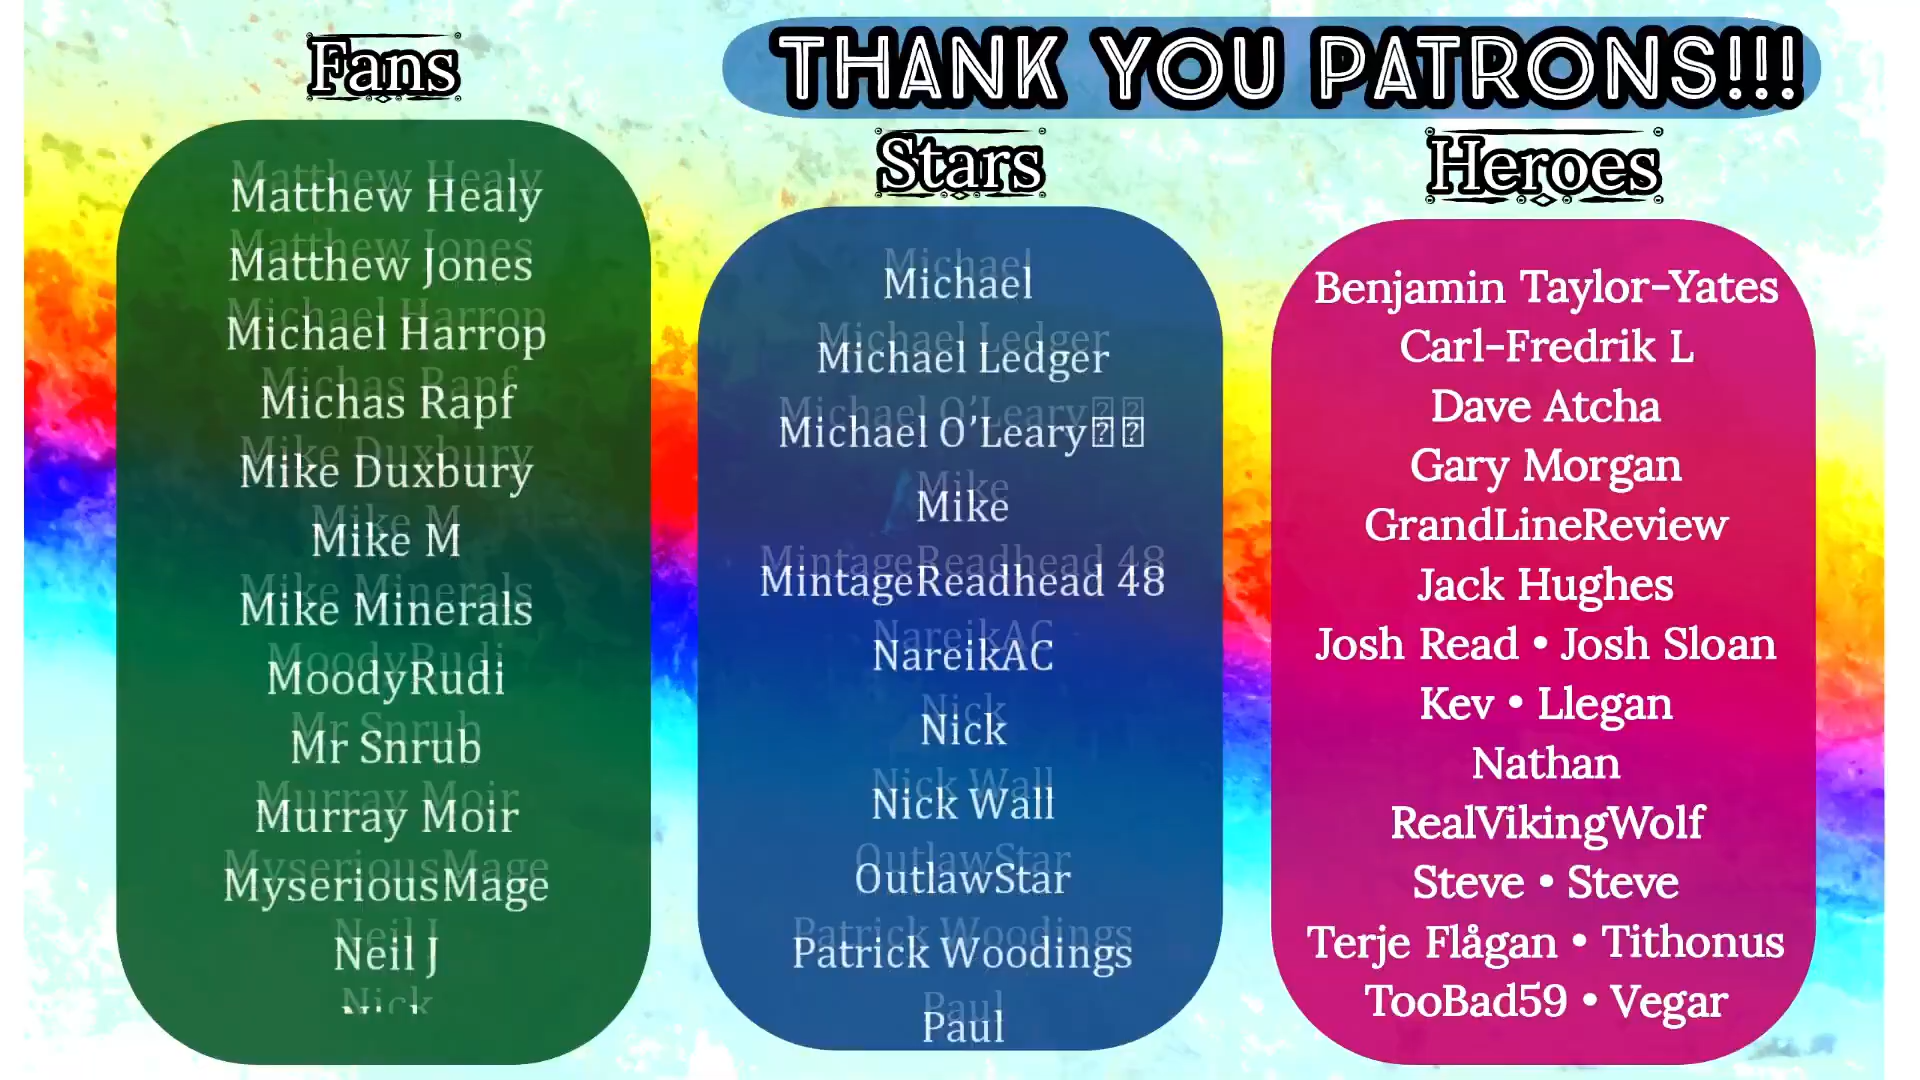 Fans
THANK YOU PATRONS!!!
Stars
Heroes
Matthew Healy
Matthew Jones
Michael Harrop
Michas Rapf
Mike Duxbury
Mike M
Mike Minerals
MoodyRudi
Mr Snrub
Murray Moir
MyseriousMage
Neil J
Nick
Michael
Michael Ledger
Michael O’Leary
Mike
MintageReadhead 48
NareikAC
Nick
Nick Wall
OutlawStar
Patrick Woodings
Paul
Benjamin Taylor-Yates
Carl-Fredrik L
Dave Atcha
Gary Morgan
GrandLineReview
Jack Hughes
Josh Read • Josh Sloan
Kev • Llegan
Nathan
RealVikingWolf
Steve • Steve
Terje Flågan • Tithonus
TooBad59 • Vegar